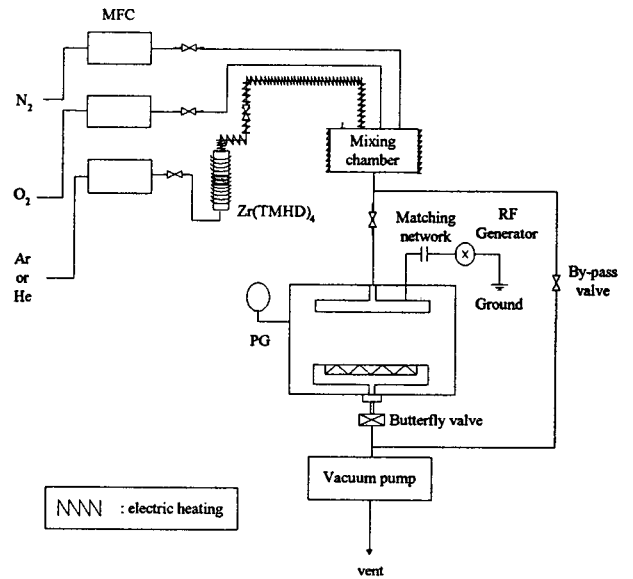 MFC
N2
O2
Ar
or
He
Zr(TMHD)4
Mixing
chamber
Matching
network
RF
Generator
Ground
By-pass
valve
PG
Butterfly valve
Vacuum pump
: electric heating
vent